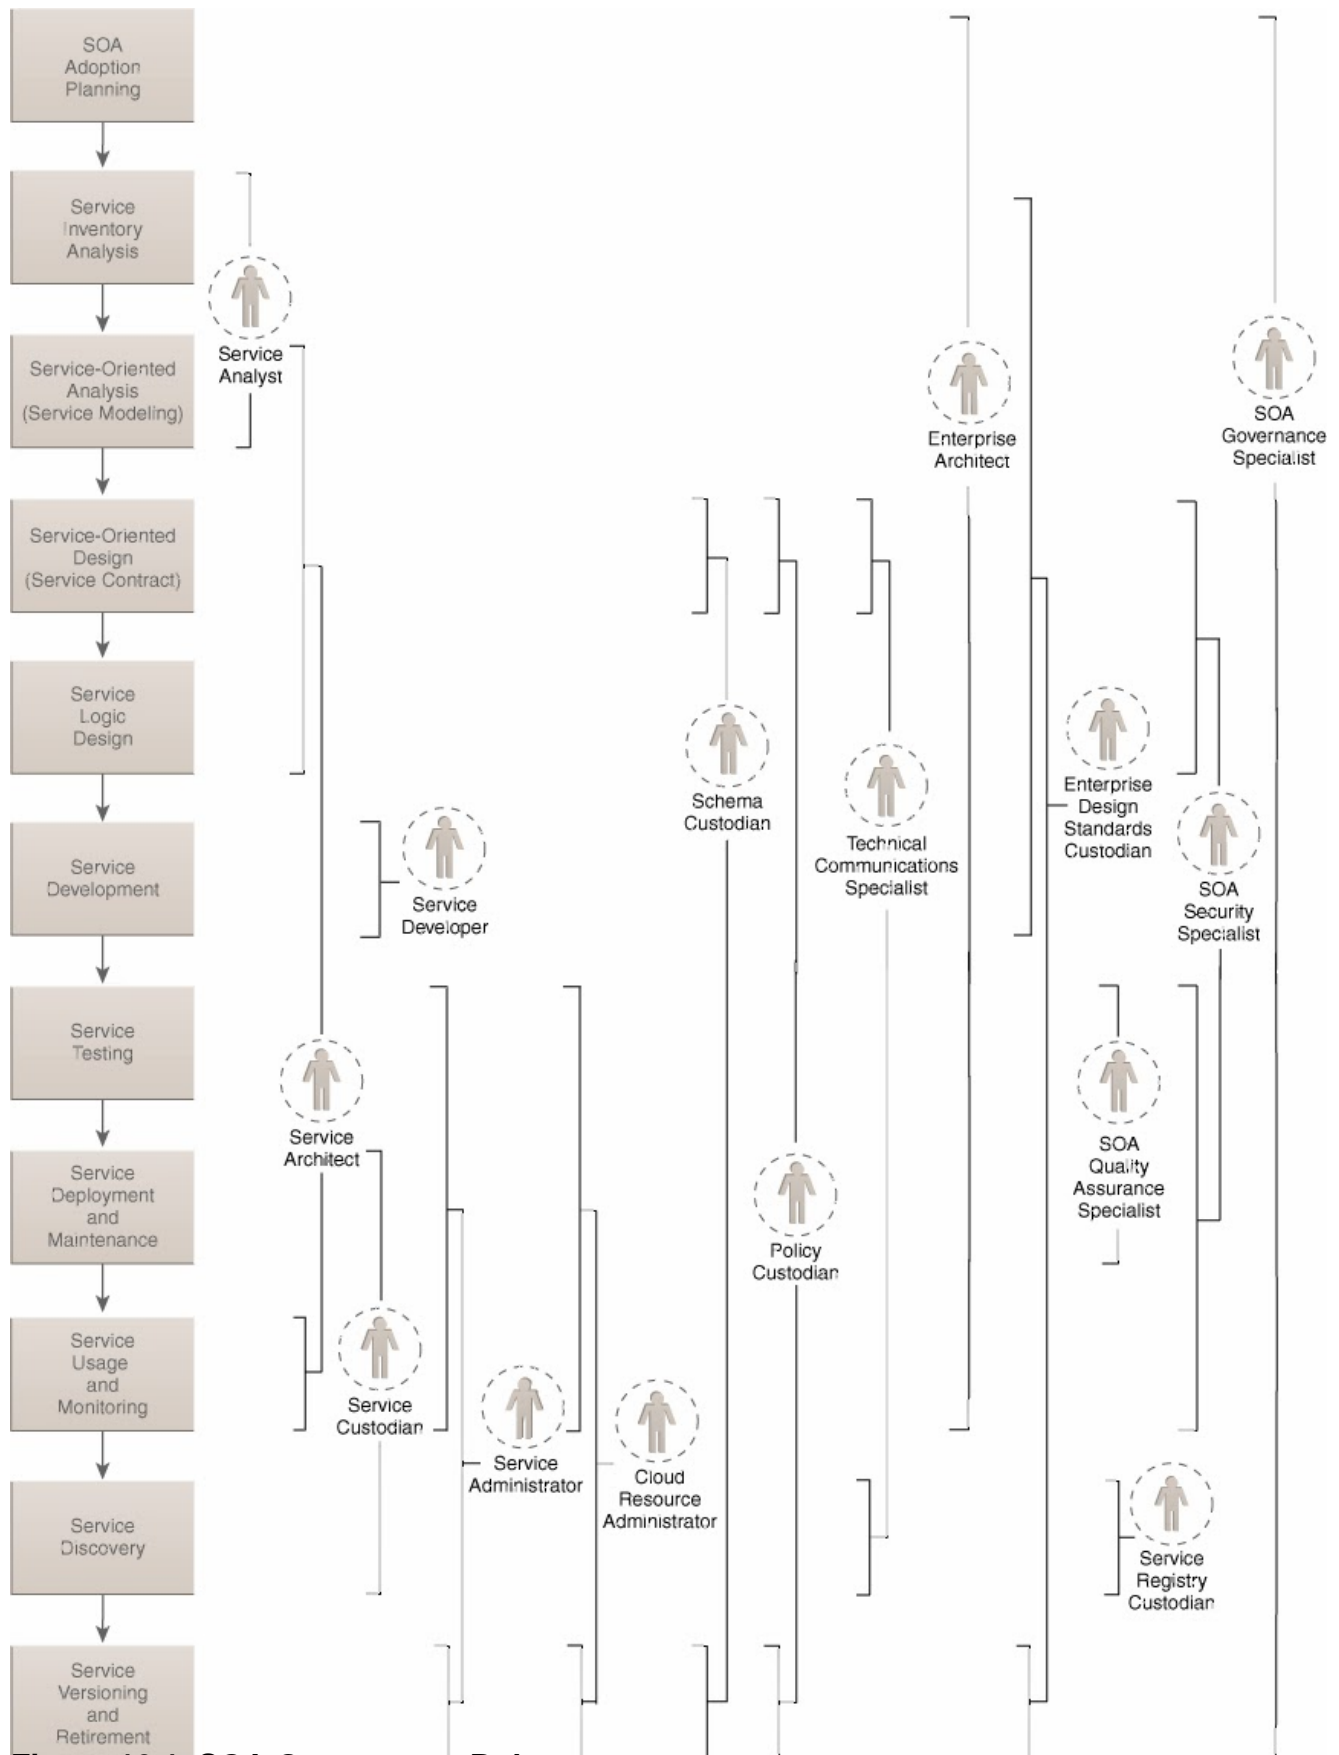 SOA
Adoption
Planning
Service
Inventory
Analysis
Service-Oriented
Analysis
(Service Modeling)
Service-Oriented
Design
(Service Contract)
Service
Logic
Design
Service
Development
Service
Testing
Service
Deployment
and
Maintenance
Service
Usage
and
Monitoring
Service
Discovery
Service
Versioning
and
Retirement
Service
Analyst
Service
Developer
Service
Architect
Service
Custodian
Service
Administrator
Cloud
Resource
Administrator
Schema
Custodian
Policy
Custodian
Technical
Communications
Specialist
Enterprise
Architect
Enterprise
Design
Standards
Custodian
SOA
Security
Specialist
SOA
Quality
Assurance
Specialist
Service
Registry
Custodian
SOA
Governance
Specialist